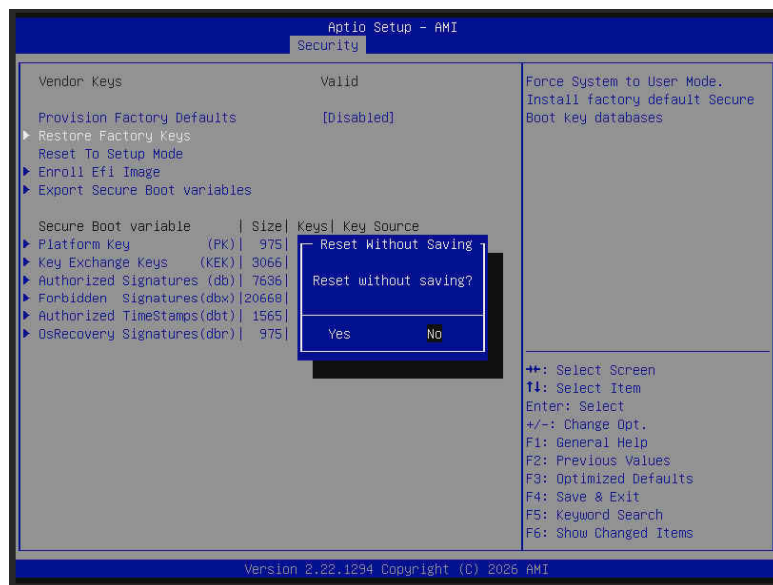 Aptio Setup - AMI
Security
Vendor Keys Valid
Provision Factory Defaults [Disabled]
Restore Factory Keys
Reset To Setup Mode
Enroll Efi Image
Export Secure Boot variables
Secure Boot variable | Size| Keys| Key Source
Platform Key (PK)| 975|
Key Exchange Keys (KEK)| 3066|
Authorized Signatures (db)| 7636|
Forbidden Signatures(dbx)|20668|
Authorized TimeStamps(dbt)| 1565|
OsRecovery Signatures(dbr)| 975|
Reset Without Saving
Reset without saving?
Yes No
Force System to User Mode.
Install factory default Secure
Boot key databases
→←: Select Screen
↑↓: Select Item
Enter: Select
+/-: Change Opt.
F1: General Help
F2: Previous Values
F3: Optimized Defaults
F4: Save & Exit
F5: Keyword Search
F6: Show Changed Items
Version 2.22.1294 Copyright (C) 2026 AMI